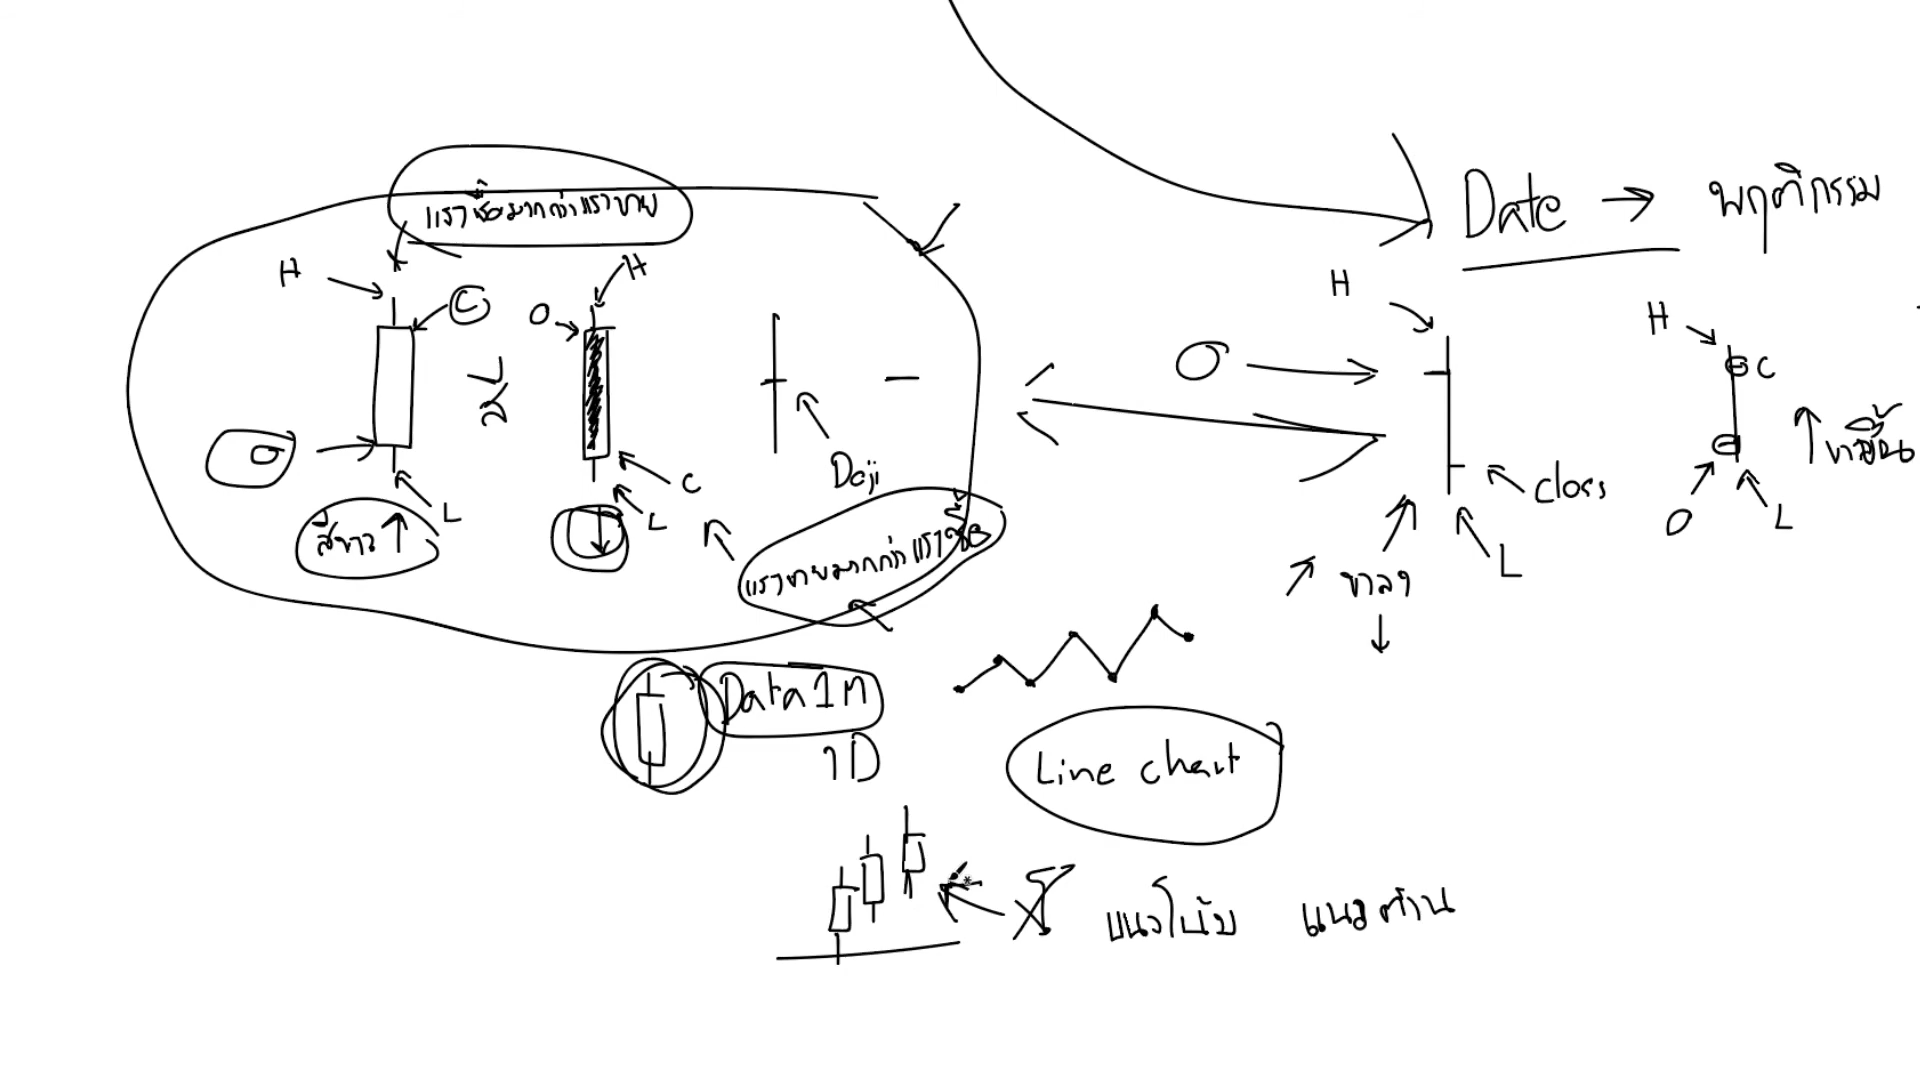 Date → พฤติกรรม
แรงซื้อมากกว่าแรงขาย
H
C
O
L
สีขาว ↑
O
H
C
L
Doji
แรงขายมากกว่าแรงซื้อ
O
H
Closs
L
ขาลง
H
C
O
L
ขาขึ้น
Data 1M
1D
Line chart
แนวโน้ม แนวต้าน